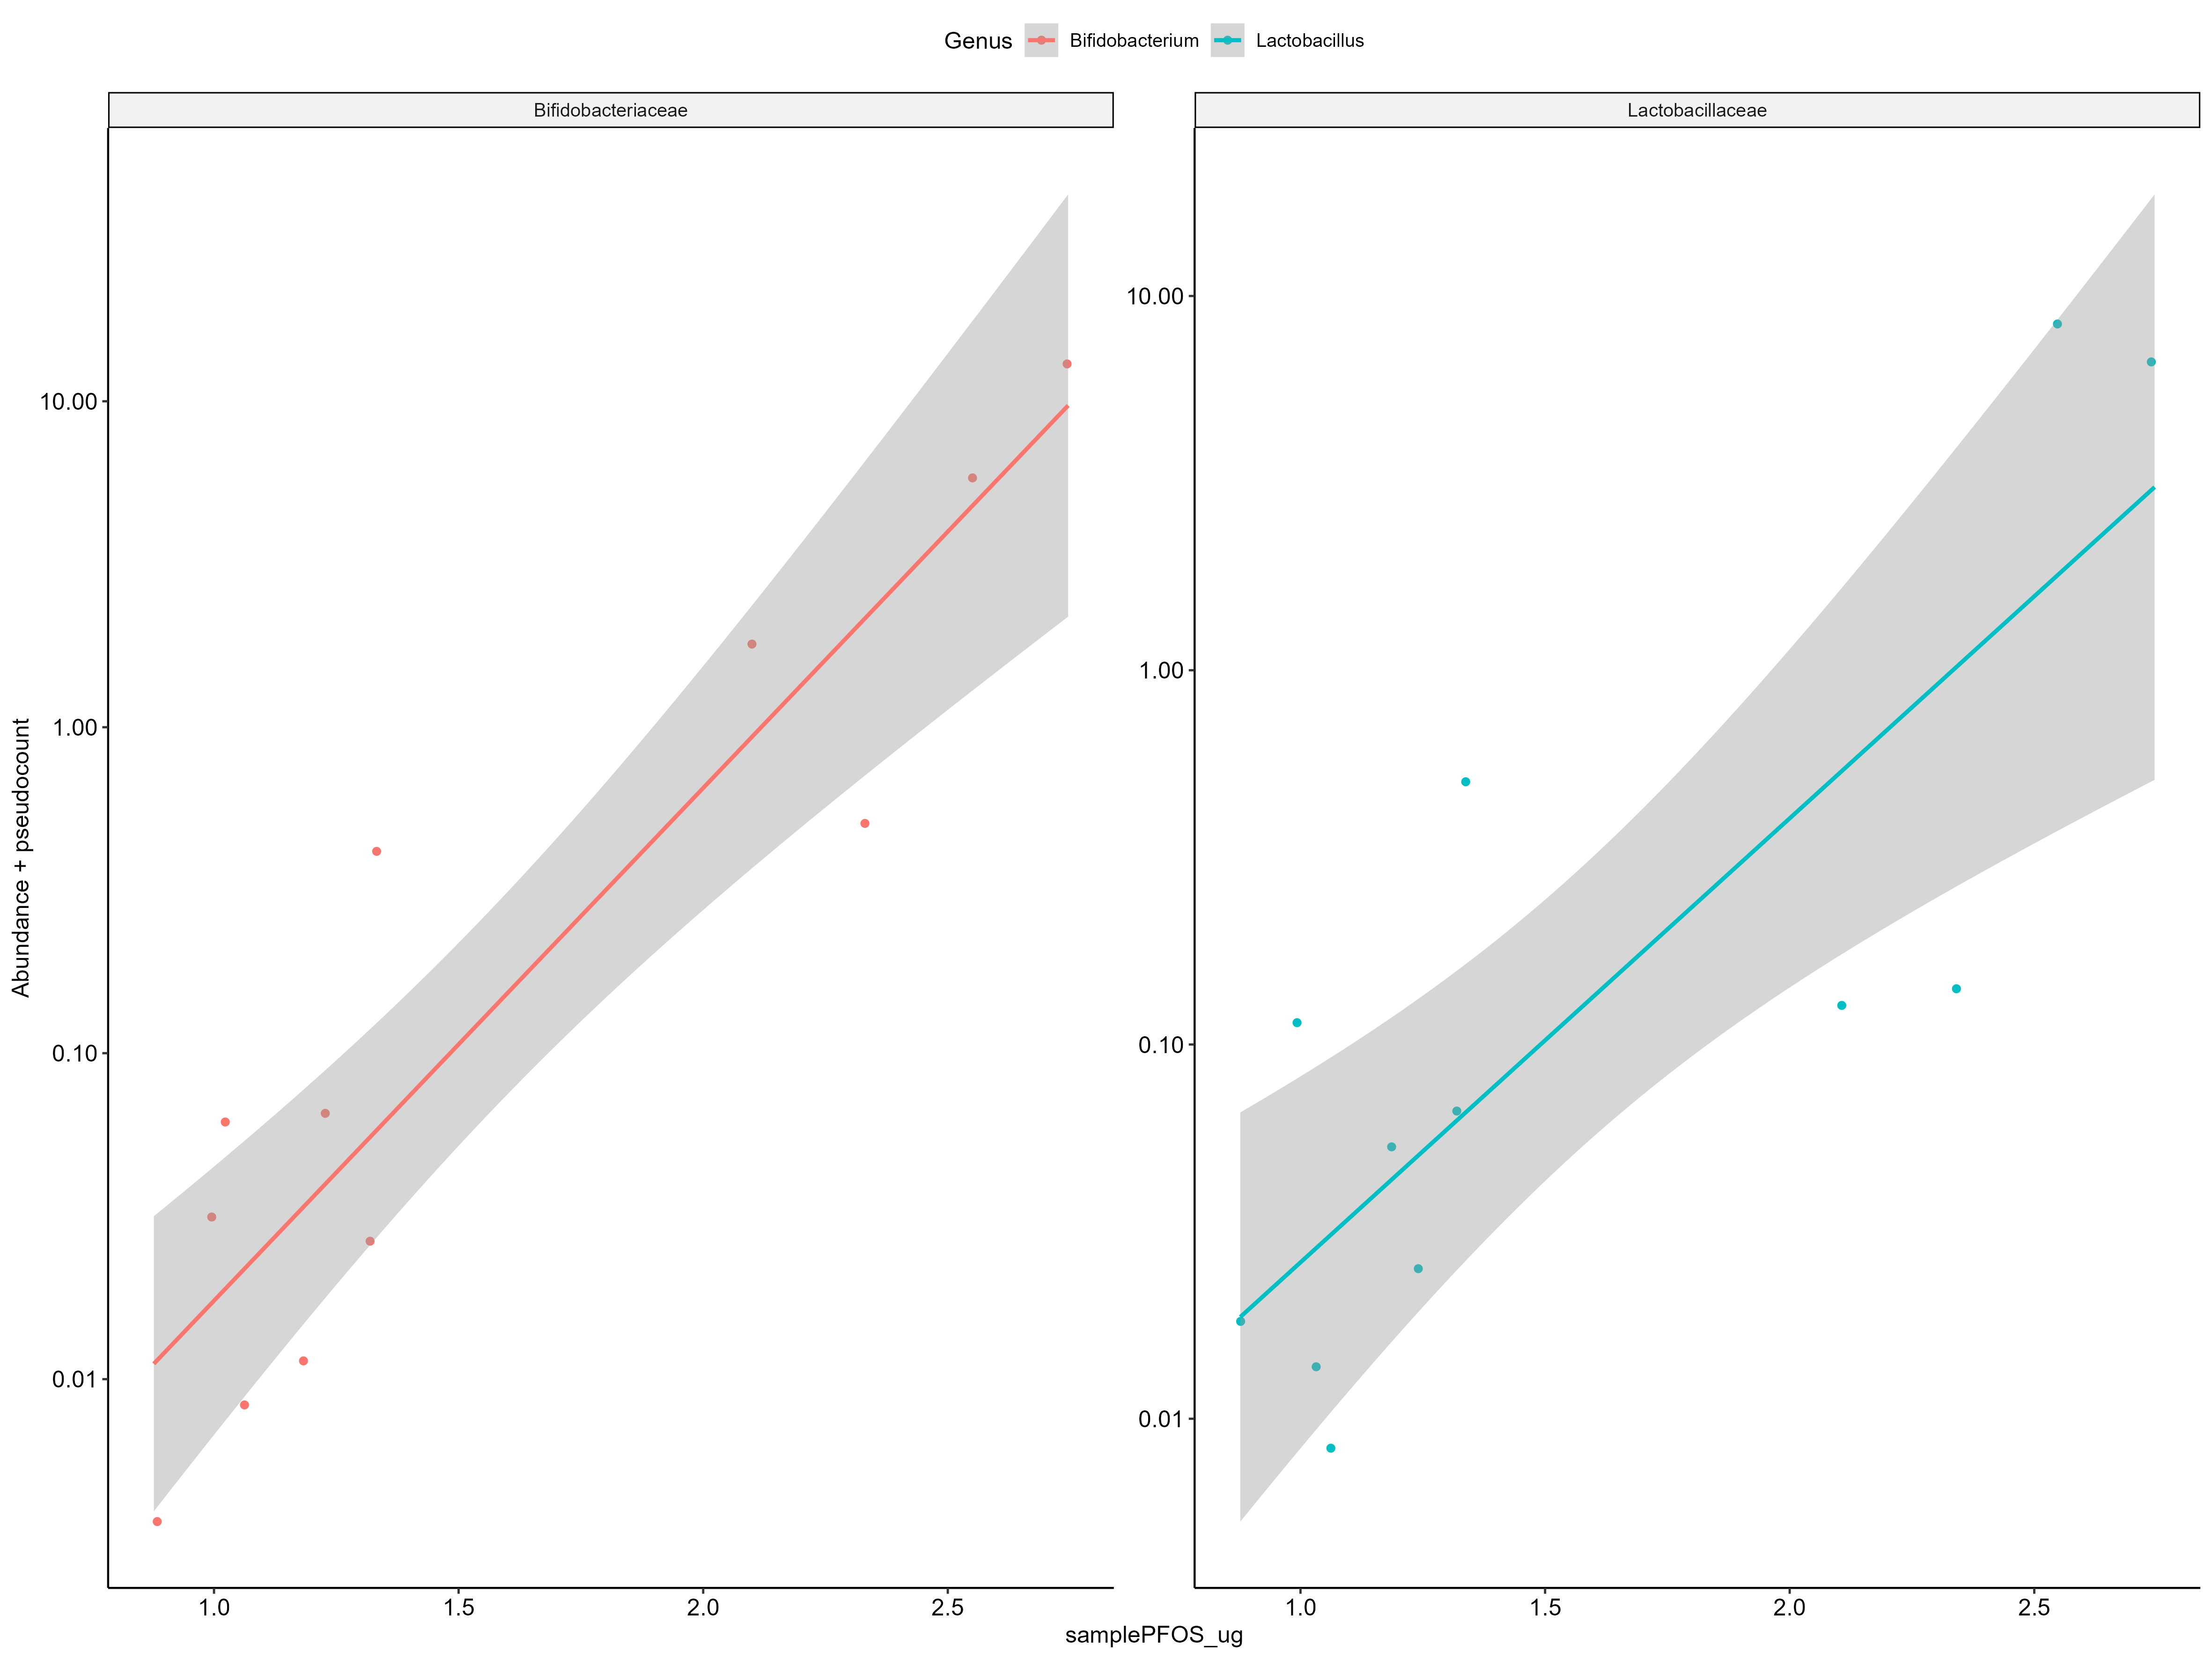 Genus Bifidobacterium Lactobacillus
Bifidobacteriaceae
Lactobacillaceae
Abundance + pseudocount
10.00
1.00
0.10
0.01
1.0 1.5 2.0 2.5
10.00
1.00
0.10
0.01
1.0 1.5 2.0 2.5
samplePFOS_ug